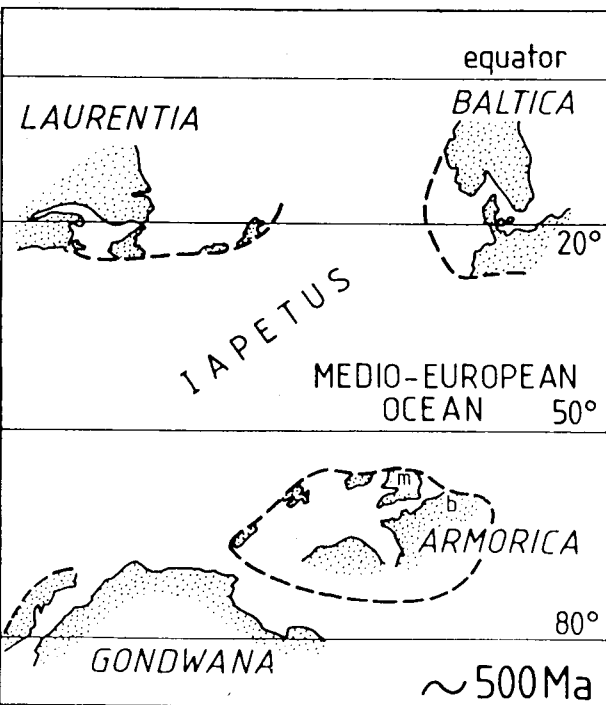 equator
LAURENTIA
BALTICA
20°
IAPETUS
MEDIO-EUROPEAN
OCEAN
50°
m
b
ARMORICA
80°
GONDWANA
~500Ma